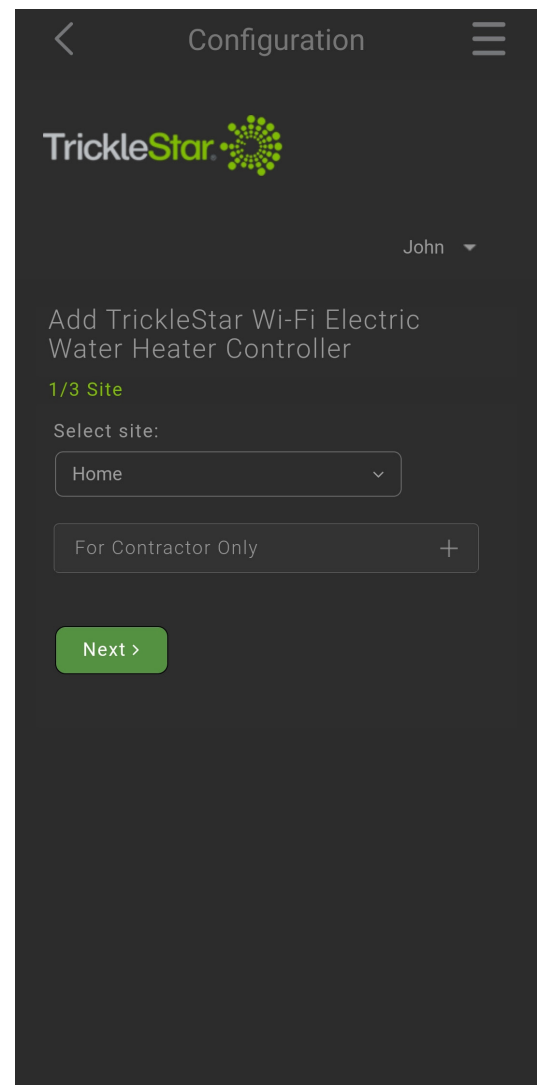 Configuration
TrickleStar®
John
Add TrickleStar Wi-Fi Electric
Water Heater Controller
1/3 Site
Select site:
Home
For Contractor Only
Next